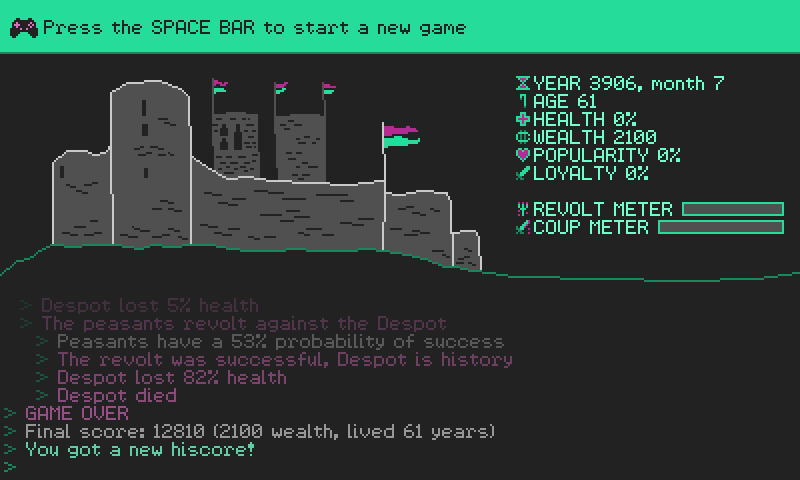 Press the SPACE BAR to start a new game
YEAR 3906, month 7
AGE 61
HEALTH 0%
WEALTH 2100
POPULARITY 0%
LOYALTY 0%
REVOLT METER
COUP METER
> Despot lost 5% health
> The peasants revolt against the Despot
> Peasants have a 53% probability of success
> The revolt was successful, Despot is history
> Despot lost 82% health
> Despot died
> GAME OVER
> Final score: 12810 (2100 wealth, lived 61 years)
> You got a new hiscore!
>